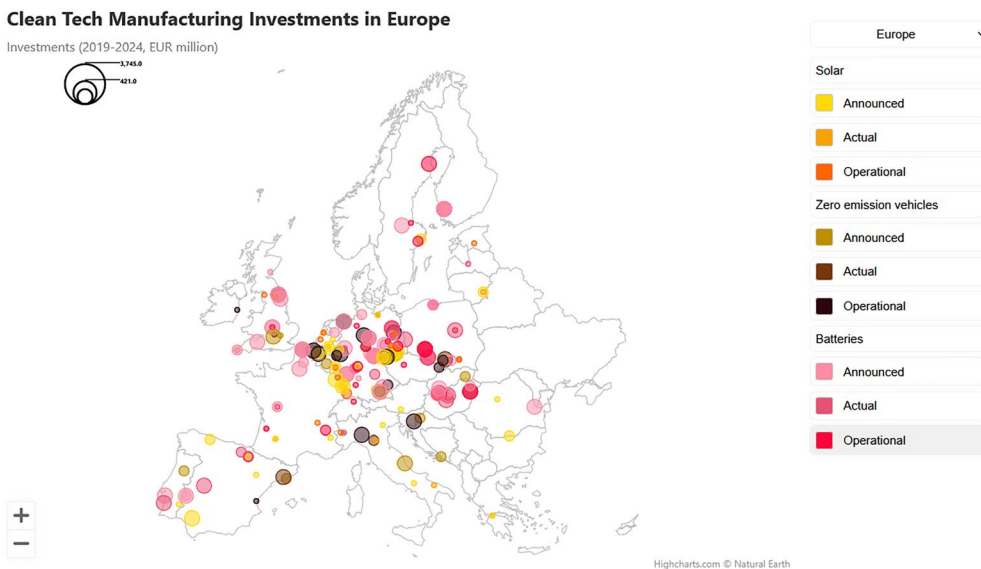 Clean Tech Manufacturing Investments in Europe
Investments (2019-2024, EUR million)
3,745.0
421.0
Europe
Solar
Announced
Actual
Operational
Zero emission vehicles
Announced
Actual
Operational
Batteries
Announced
Actual
Operational
+
−
Highcharts.com © Natural Earth